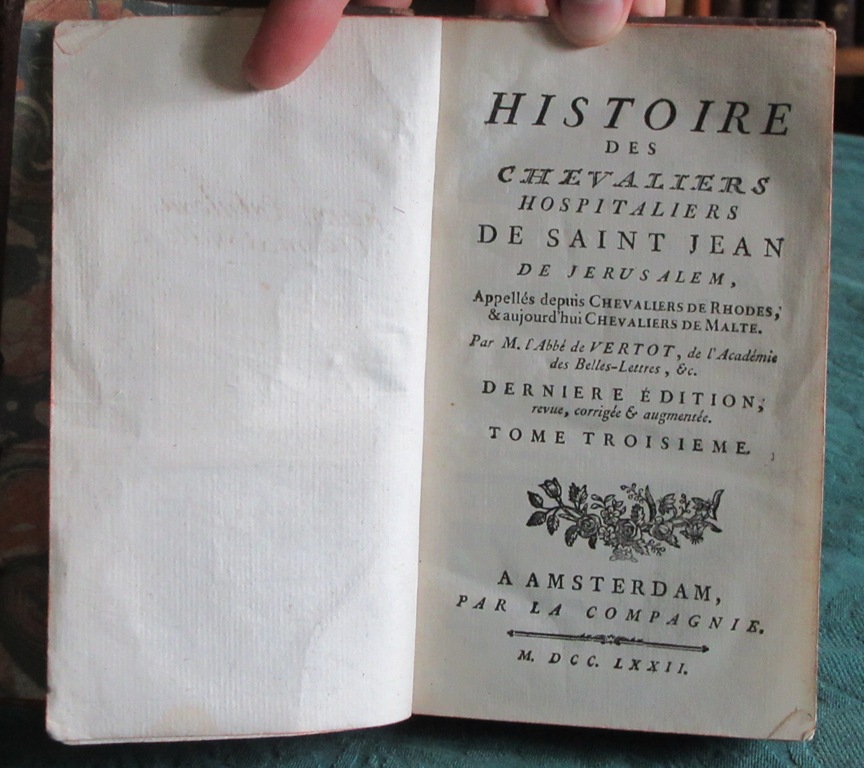 HISTOIRE
DES
CHEVALIERS
HOSPITALIERS
DE SAINT JEAN
DE JERUSALEM,
Appellés depuis CHEVALIERS DE RHODES,
& aujourd'hui CHEVALIERS DE MALTE.
Par M. l'Abbé de VERTOT, de l'Académie
des Belles-Lettres, &c.
DERNIERE ÉDITION,
revue, corrigée & augmentée.
TOME TROISIEME.
A AMSTERDAM,
PAR LA COMPAGNIE.
M. DCC. LXXII.